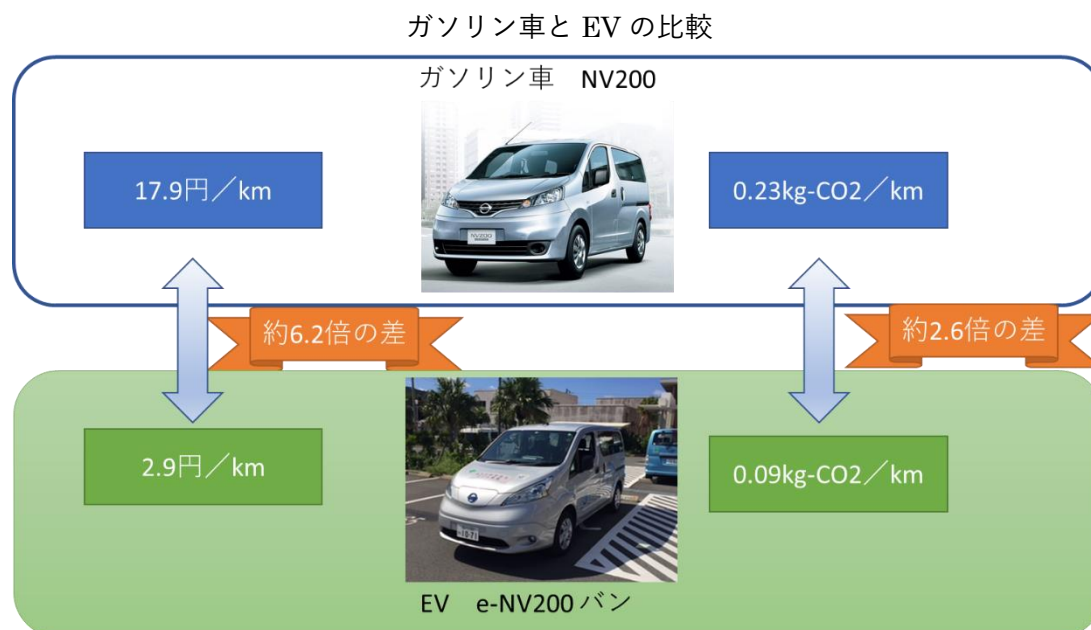 ガソリン車と EV の比較
ガソリン車　NV200
17.9円／km
0.23kg-CO2／km
NV200
約6.2倍の差
約2.6倍の差
2.9円／km
0.09kg-CO2／km
EV　e-NV200 バン